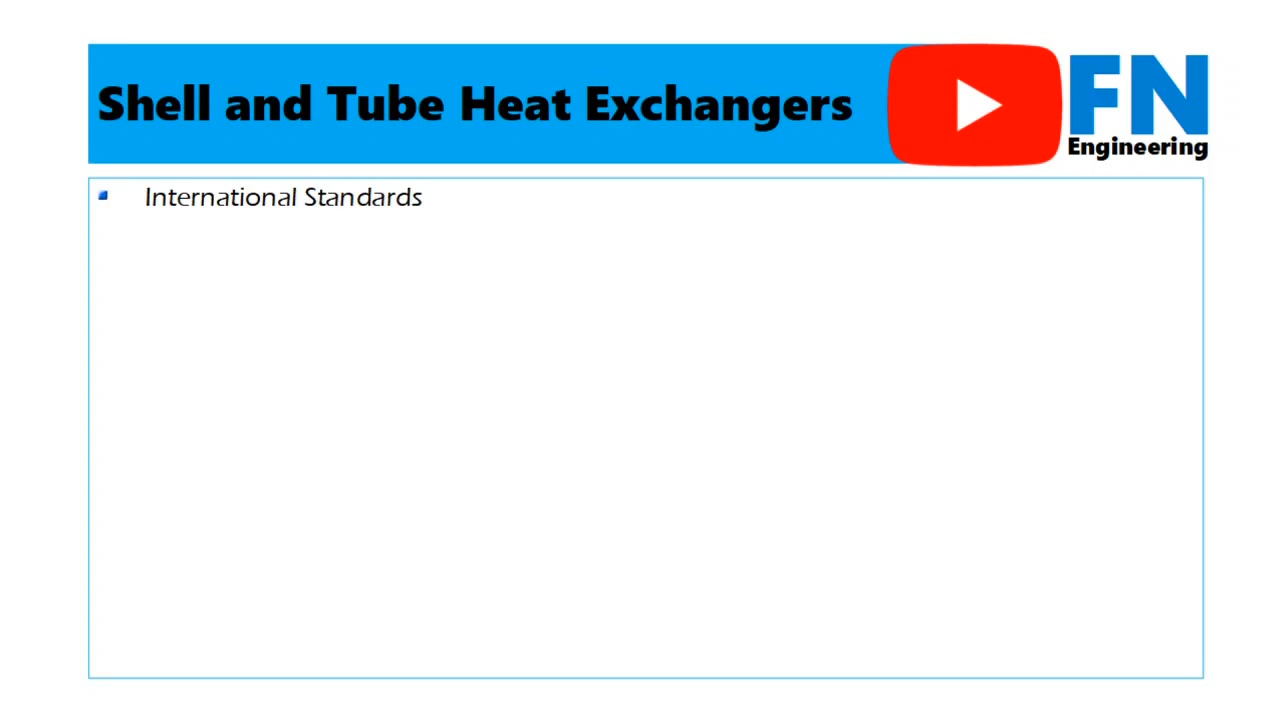 Shell and Tube Heat Exchangers
FN
Engineering
International Standards